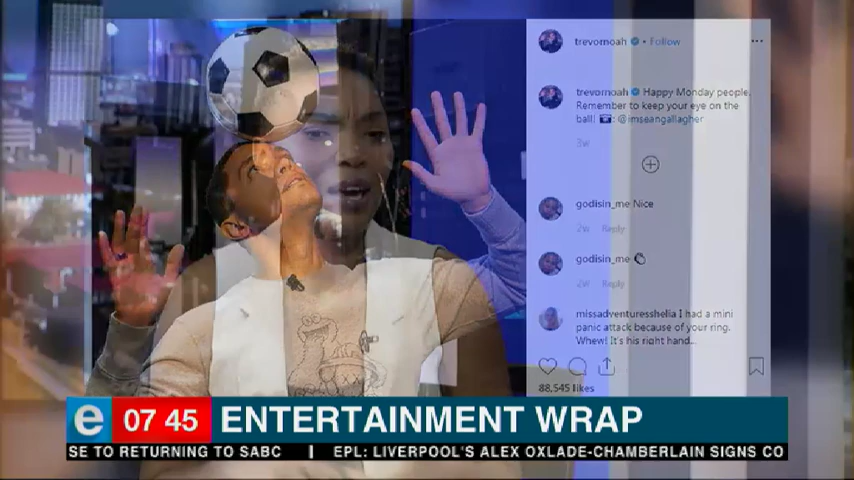 trevornoah • Follow
trevornoah Happy Monday people.
Remember to keep your eye on the
ball! : @imseangallagher
3w
godisin_me Nice
2w Reply
godisin_me
2w Reply
missadventuresshelia I had a mini
panic attack because of your ring.
Whew! It's his right hand...
88,545 likes
e 07 45 ENTERTAINMENT WRAP
SE TO RETURNING TO SABC | EPL: LIVERPOOL'S ALEX OXLADE-CHAMBERLAIN SIGNS CO